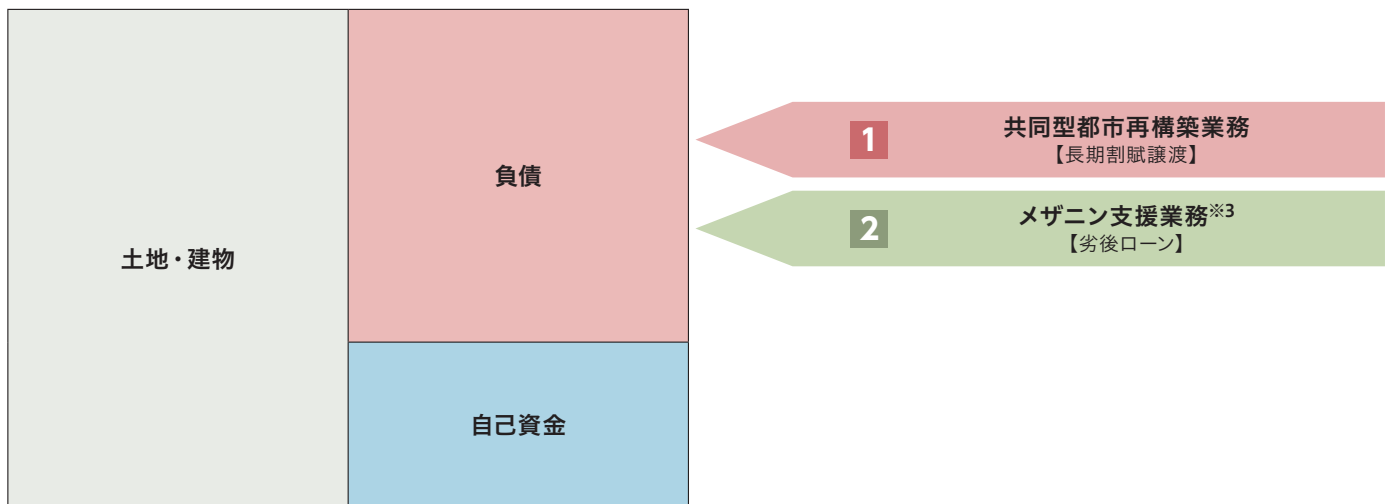 土地・建物
負債
自己資金
1
共同型都市再構築業務
【長期割賦譲渡】
2
メザニン支援業務※3
【劣後ローン】